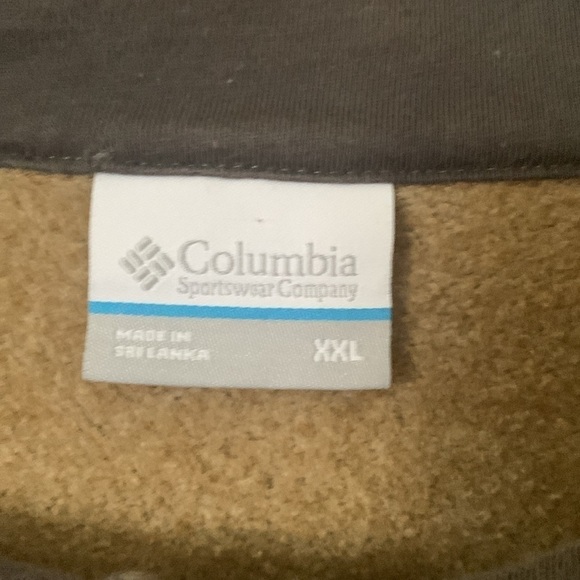 Columbia
Sportswear Company
MADE IN
SRI LANKA
XXL